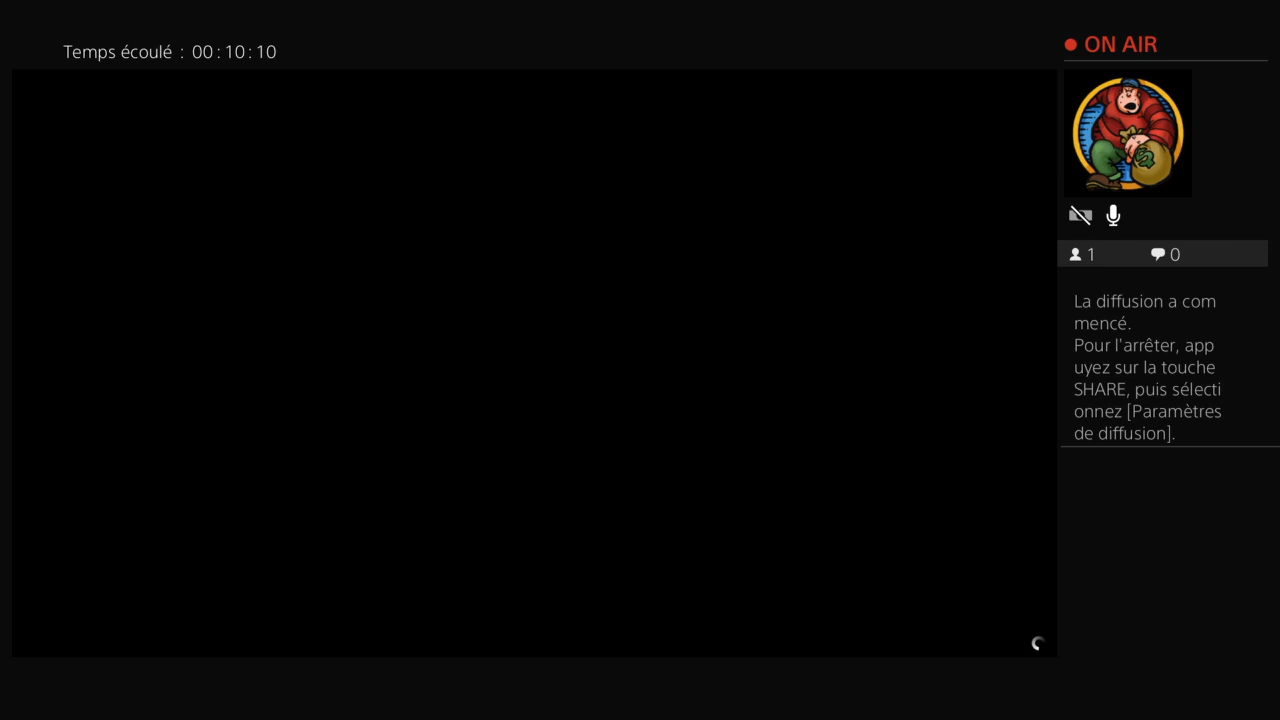 Temps écoulé : 00:10:10
ON AIR
1 0
La diffusion a com
mencé.
Pour l'arrêter, app
uyez sur la touche
SHARE, puis sélecti
onnez [Paramètres
de diffusion].